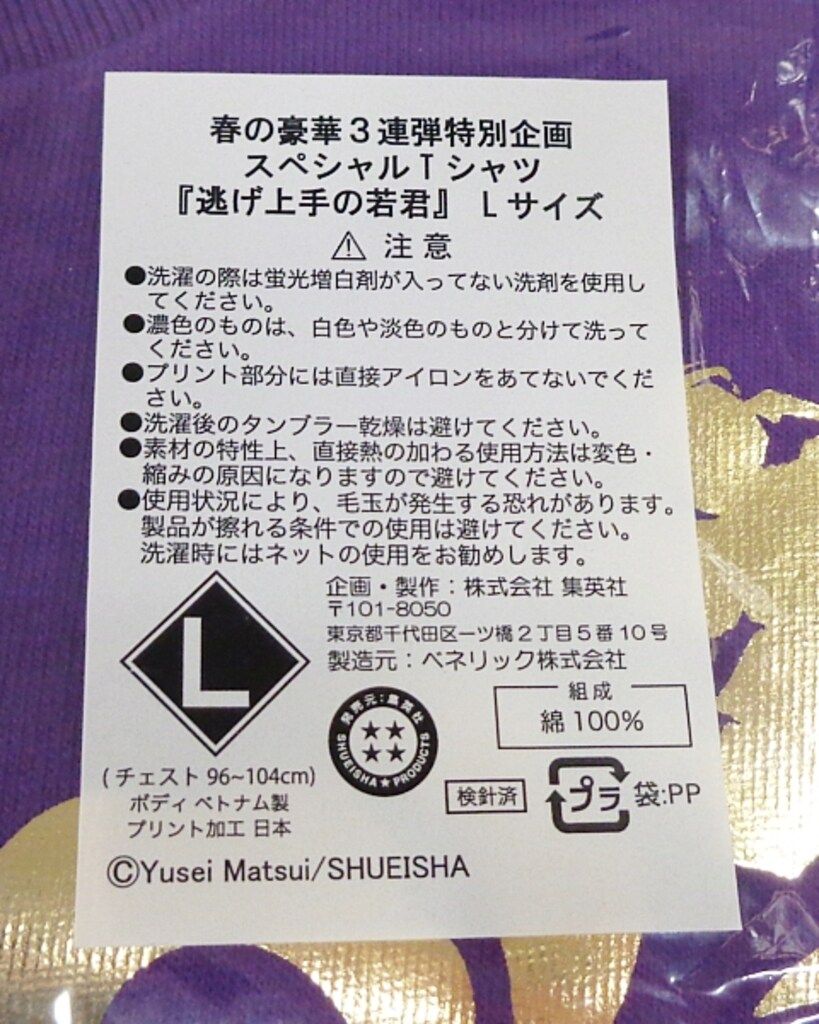 春の豪華3連弾特別企画
スペシャルTシャツ
『逃げ上手の若君』 Lサイズ
⚠ 注意
●洗濯の際は蛍光増白剤が入ってない洗剤を使用し
てください。
●濃色のものは、白色や淡色のものと分けて洗って
ください。
●プリント部分には直接アイロンをあてないでくだ
さい。
●洗濯後のタンブラー乾燥は避けてください。
●素材の特性上、直接熱の加わる使用方法は変色・
縮みの原因になりますので避けてください。
●使用状況により、毛玉が発生する恐れがあります。
製品が擦れる条件での使用は避けてください。
洗濯時にはネットの使用をお勧めします。
企画・製作：株式会社 集英社
〒101-8050
東京都千代田区一ツ橋2丁目5番10号
製造元：ベネリック株式会社
L
(チェスト 96~104cm)
ボディ ベトナム製
プリント加工 日本
発売元：集英社
SHUEISHA★PRODUCTS
組成
綿100%
検針済
プラ 袋:PP
©Yusei Matsui/SHUEISHA